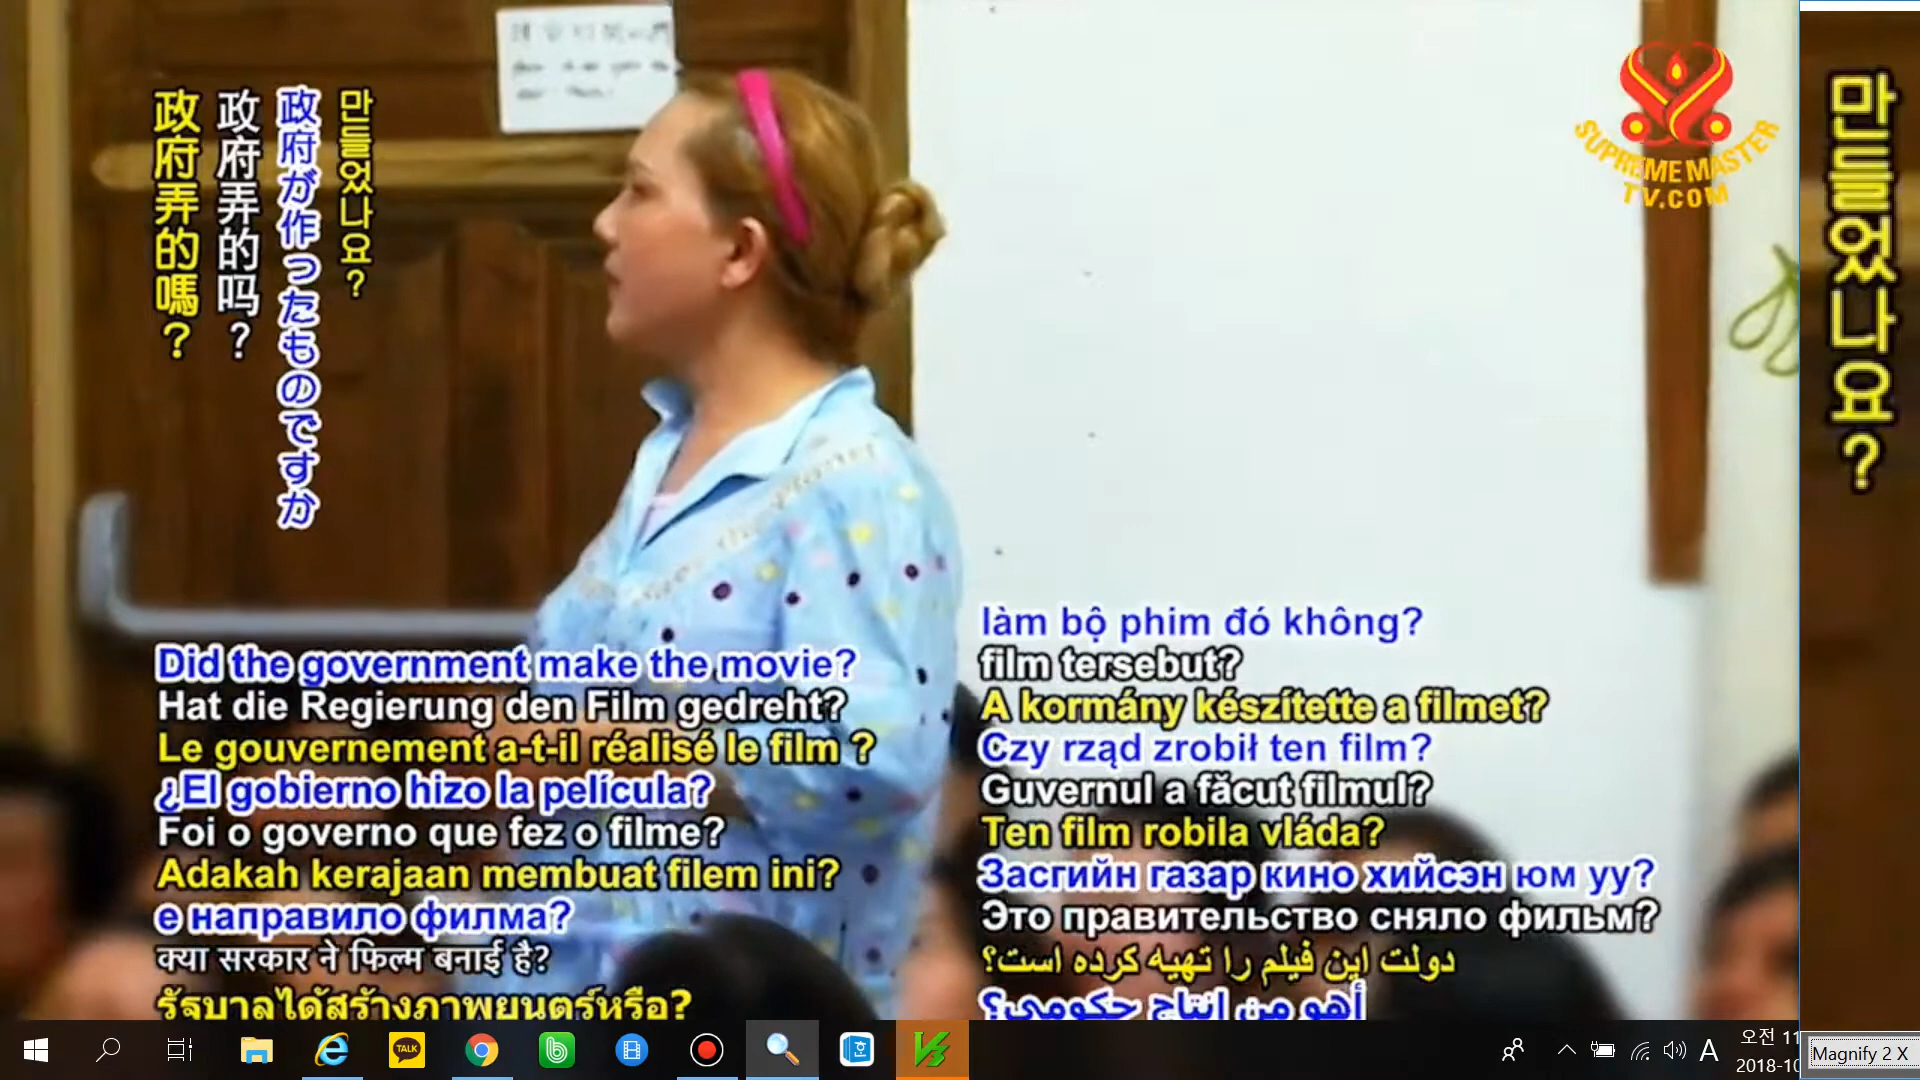 政府弄的嗎？
政府弄的吗？
政府が作ったものですか
만들었나요?
SUPREME MASTER
TV.COM
만들었나요?
Did the government make the movie?
Hat die Regierung den Film gedreht?
Le gouvernement a-t-il réalisé le film ?
¿El gobierno hizo la película?
Foi o governo que fez o filme?
Adakah kerajaan membuat filem ini?
е направило филма?
क्या सरकार ने फिल्म बनाई है?
รัฐบาลได้สร้างภาพยนตร์หรือ?
làm bộ phim đó không?
film tersebut?
A kormány készítette a filmet?
Czy rząd zrobił ten film?
Guvernul a făcut filmul?
Ten film robila vláda?
Засгийн газар кино хийсэн юм уу?
Это правительство сняло фильм?
دولت این فیلم را تهیه کرده است؟
أهو من إنتاج حكومي؟
TALK
A
오전 11
2018-10
Magnify 2 X